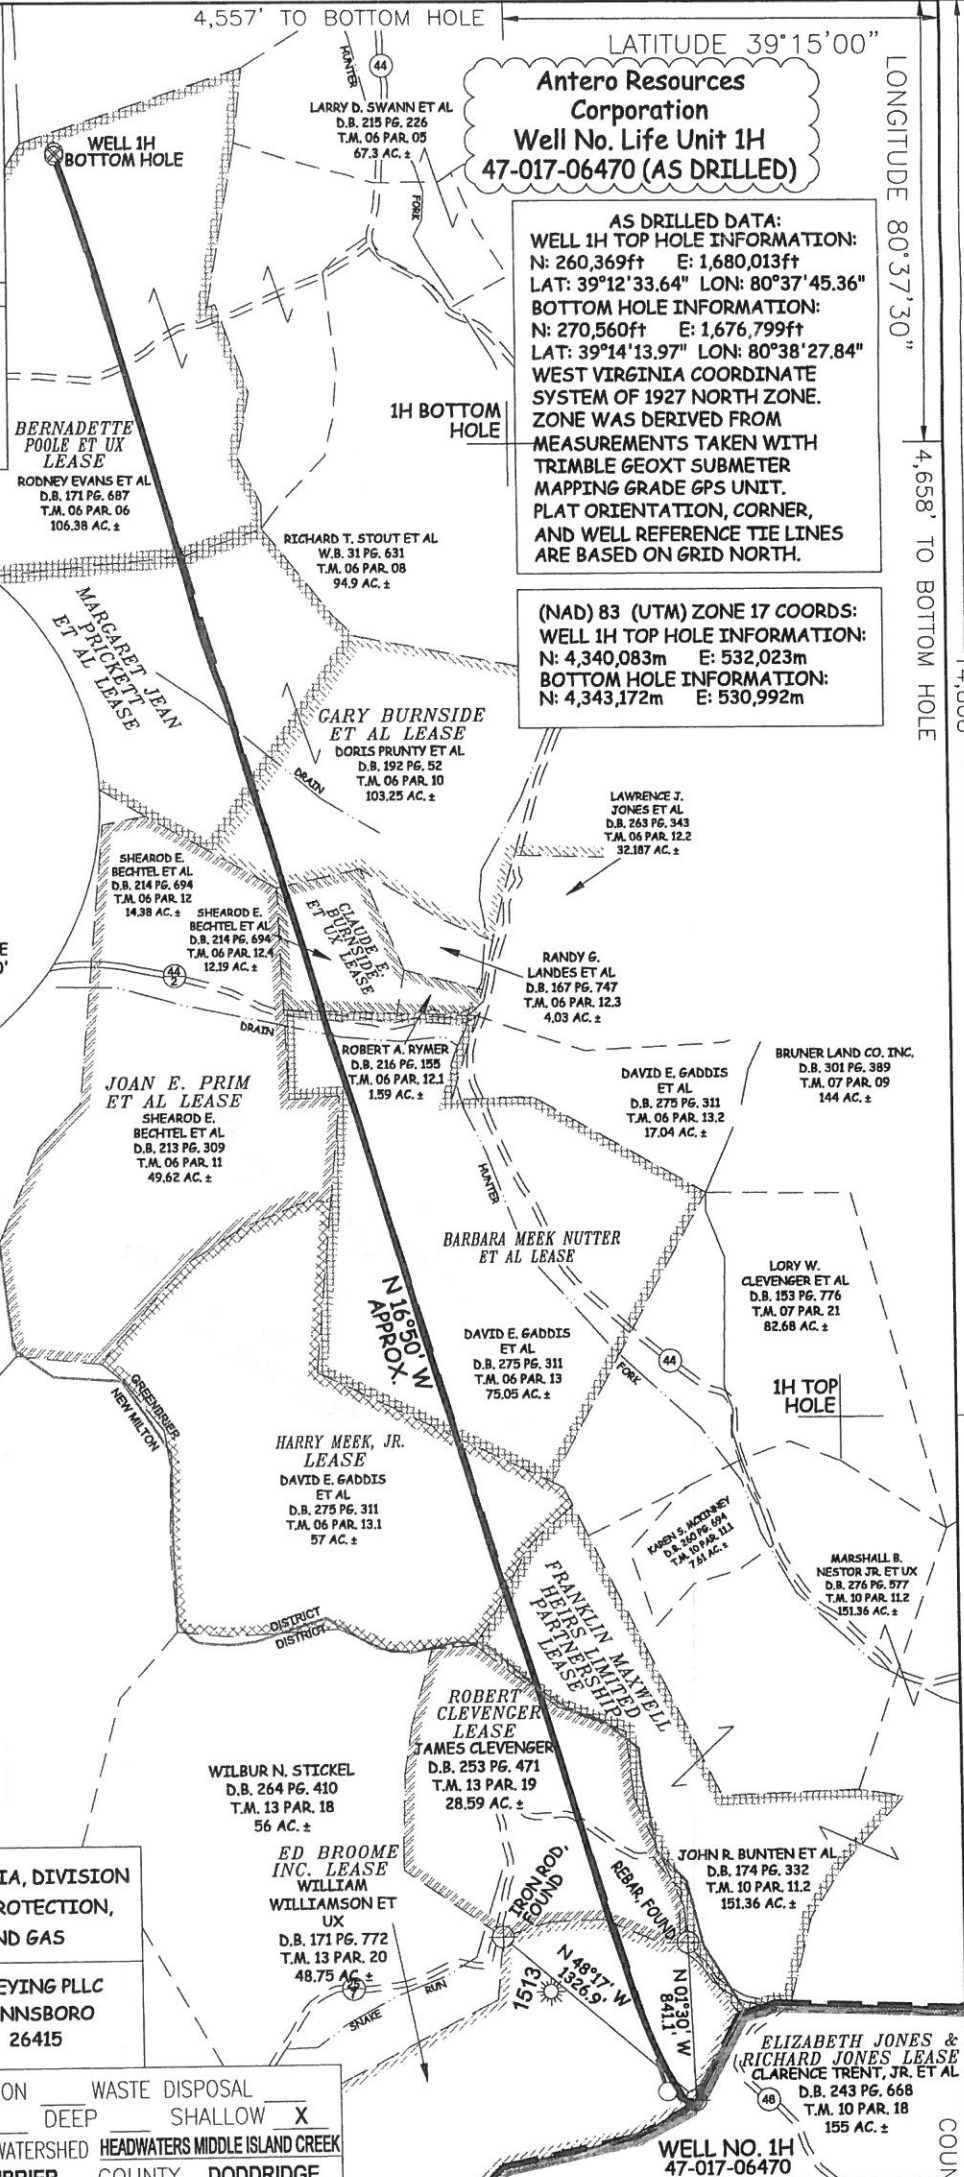 4,557' TO BOTTOM HOLE
LATITUDE 39°15'00"
LONGITUDE 80°37'30"
Antero Resources
Corporation
Well No. Life Unit 1H
47-017-06470 (AS DRILLED)
HUNTER
44
LARRY D. SWANN ET AL
D.B. 215 PG. 226
T.M. 06 PAR. 05
67.3 AC. ±
FORK
WELL 1H
BOTTOM HOLE
AS DRILLED DATA:
WELL 1H TOP HOLE INFORMATION:
N: 260,369ft E: 1,680,013ft
LAT: 39°12'33.64" LON: 80°37'45.36"
BOTTOM HOLE INFORMATION:
N: 270,560ft E: 1,676,799ft
LAT: 39°14'13.97" LON: 80°38'27.84"
WEST VIRGINIA COORDINATE
SYSTEM OF 1927 NORTH ZONE.
ZONE WAS DERIVED FROM
MEASUREMENTS TAKEN WITH
TRIMBLE GEOXT SUBMETER
MAPPING GRADE GPS UNIT.
PLAT ORIENTATION, CORNER,
AND WELL REFERENCE TIE LINES
ARE BASED ON GRID NORTH.
1H BOTTOM
HOLE
4,658' TO BOTTOM HOLE
BERNADETTE
POOLE ET UX
LEASE
RODNEY EVANS ET AL
D.B. 171 PG. 687
T.M. 06 PAR. 06
106.38 AC. ±
RICHARD T. STOUT ET AL
W.B. 31 PG. 631
T.M. 06 PAR. 08
94.9 AC. ±
(NAD) 83 (UTM) ZONE 17 COORDS:
WELL 1H TOP HOLE INFORMATION:
N: 4,340,083m E: 532,023m
BOTTOM HOLE INFORMATION:
N: 4,343,172m E: 530,992m
MARGARET JEAN
PRICKETT
ET AL LEASE
GARY BURNSIDE
ET AL LEASE
DORIS PRUNTY ET AL
D.B. 192 PG. 52
T.M. 06 PAR. 10
103.25 AC. ±
DRAIN
LAWRENCE J.
JONES ET AL
D.B. 263 PG. 343
T.M. 06 PAR. 12.2
32.187 AC. ±
SHEAROD E.
BECHTEL ET AL
D.B. 214 PG. 694
T.M. 06 PAR. 12
14.38 AC. ±
SHEAROD E.
BECHTEL ET AL
D.B. 214 PG. 694
T.M. 06 PAR. 12.4
12.19 AC. ±
CLAUDE E.
BURNSIDE
ET UX LEASE
RANDY G.
LANDES ET AL
D.B. 167 PG. 747
T.M. 06 PAR. 12.3
4.03 AC. ±
44
2
DRAIN
ROBERT A. RYMER
D.B. 216 PG. 155
T.M. 06 PAR. 12.1
1.59 AC. ±
DAVID E. GADDIS
ET AL
D.B. 275 PG. 311
T.M. 06 PAR. 13.2
17.04 AC. ±
BRUNER LAND CO. INC.
D.B. 301 PG. 389
T.M. 07 PAR. 09
144 AC. ±
JOAN E. PRIM
ET AL LEASE
SHEAROD E.
BECHTEL ET AL
D.B. 213 PG. 309
T.M. 06 PAR. 11
49.62 AC. ±
HUNTER
BARBARA MEEK NUTTER
ET AL LEASE
LORY W.
CLEVENGER ET AL
D.B. 153 PG. 776
T.M. 07 PAR. 21
82.68 AC. ±
N 16°50' W
APPROX.
DAVID E. GADDIS
ET AL
D.B. 275 PG. 311
T.M. 06 PAR. 13
75.05 AC. ±
FORK
44
1H TOP
HOLE
GREENBRIER
NEW MILTON
HARRY MEEK, JR.
LEASE
DAVID E. GADDIS
ET AL
D.B. 275 PG. 311
T.M. 06 PAR. 13.1
57 AC. ±
KAREN S. MCKINNEY
D.B. 260 PG. 694
T.M. 10 PAR. 11.1
7.61 AC. ±
MARSHALL B.
NESTOR JR. ET UX
D.B. 276 PG. 577
T.M. 10 PAR. 11.2
151.36 AC. ±
FRANKLIN MAXWELL
HEIRS LIMITED
PARTNERSHIP
LEASE
DISTRICT
DISTRICT
ROBERT
CLEVENGER
LEASE
JAMES CLEVENGER
D.B. 253 PG. 471
T.M. 13 PAR. 19
28.59 AC. ±
WILBUR N. STICKEL
D.B. 264 PG. 410
T.M. 13 PAR. 18
56 AC. ±
ED BROOME
INC. LEASE
WILLIAM
WILLIAMSON ET
UX
D.B. 171 PG. 772
T.M. 13 PAR. 20
48.75 AC. ±
JOHN R. BUNTEN ET AL
D.B. 174 PG. 332
T.M. 10 PAR. 11.2
151.36 AC. ±
IRON ROD,
FOUND
REBAR, FOUND
N 48°17' W
1326.9'
N 01°30' W
841.1'
1513
SNAKE RUN
IA, DIVISION
ROTECTION,
ND GAS
EYING PLLC
NNSBORO
26415
ELIZABETH JONES &
RICHARD JONES LEASE
CLARENCE TRENT, JR. ET AL
D.B. 243 PG. 668
T.M. 10 PAR. 18
155 AC. ±
46
WELL NO. 1H
47-017-06470
ON WASTE DISPOSAL
DEEP SHALLOW X
WATERSHED HEADWATERS MIDDLE ISLAND CREEK
COUNTY DODDRIDGE
COUN